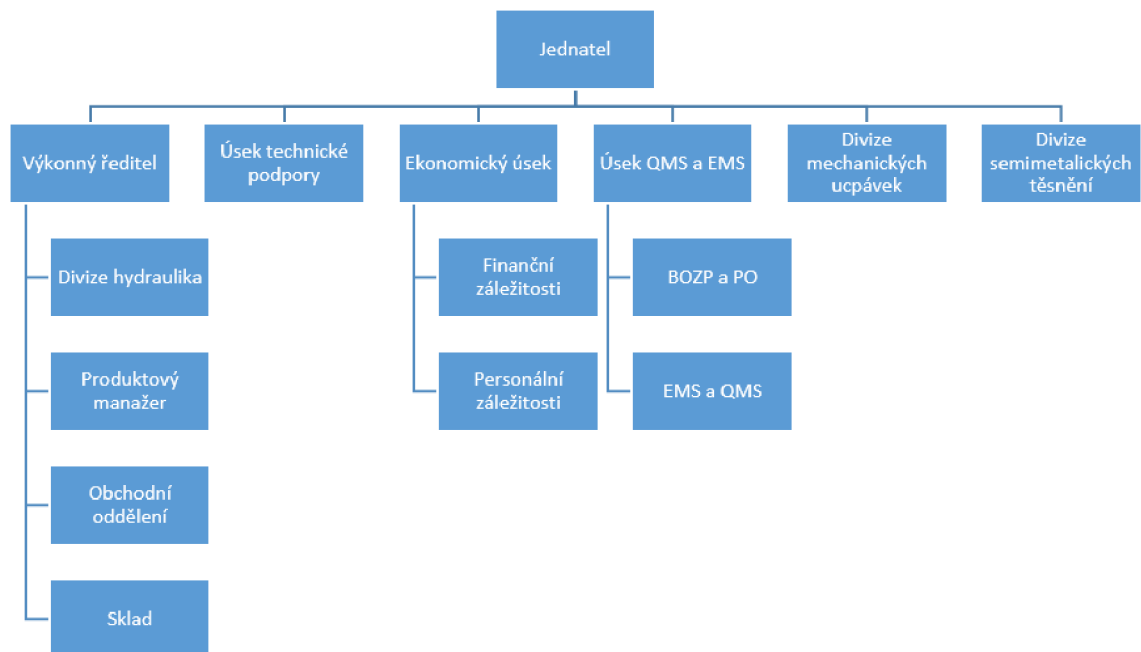 Jednatel
Výkonný ředitel
Úsek technické
podpory
Ekonomický úsek
Úsek QMS a EMS
Divize
mechanických
ucpávek
Divize
semimetalických
těsnění
Divize hydraulika
Finanční
záležitosti
BOZP a PO
Produktový
manažer
Personální
záležitosti
EMS a QMS
Obchodní
oddělení
Sklad